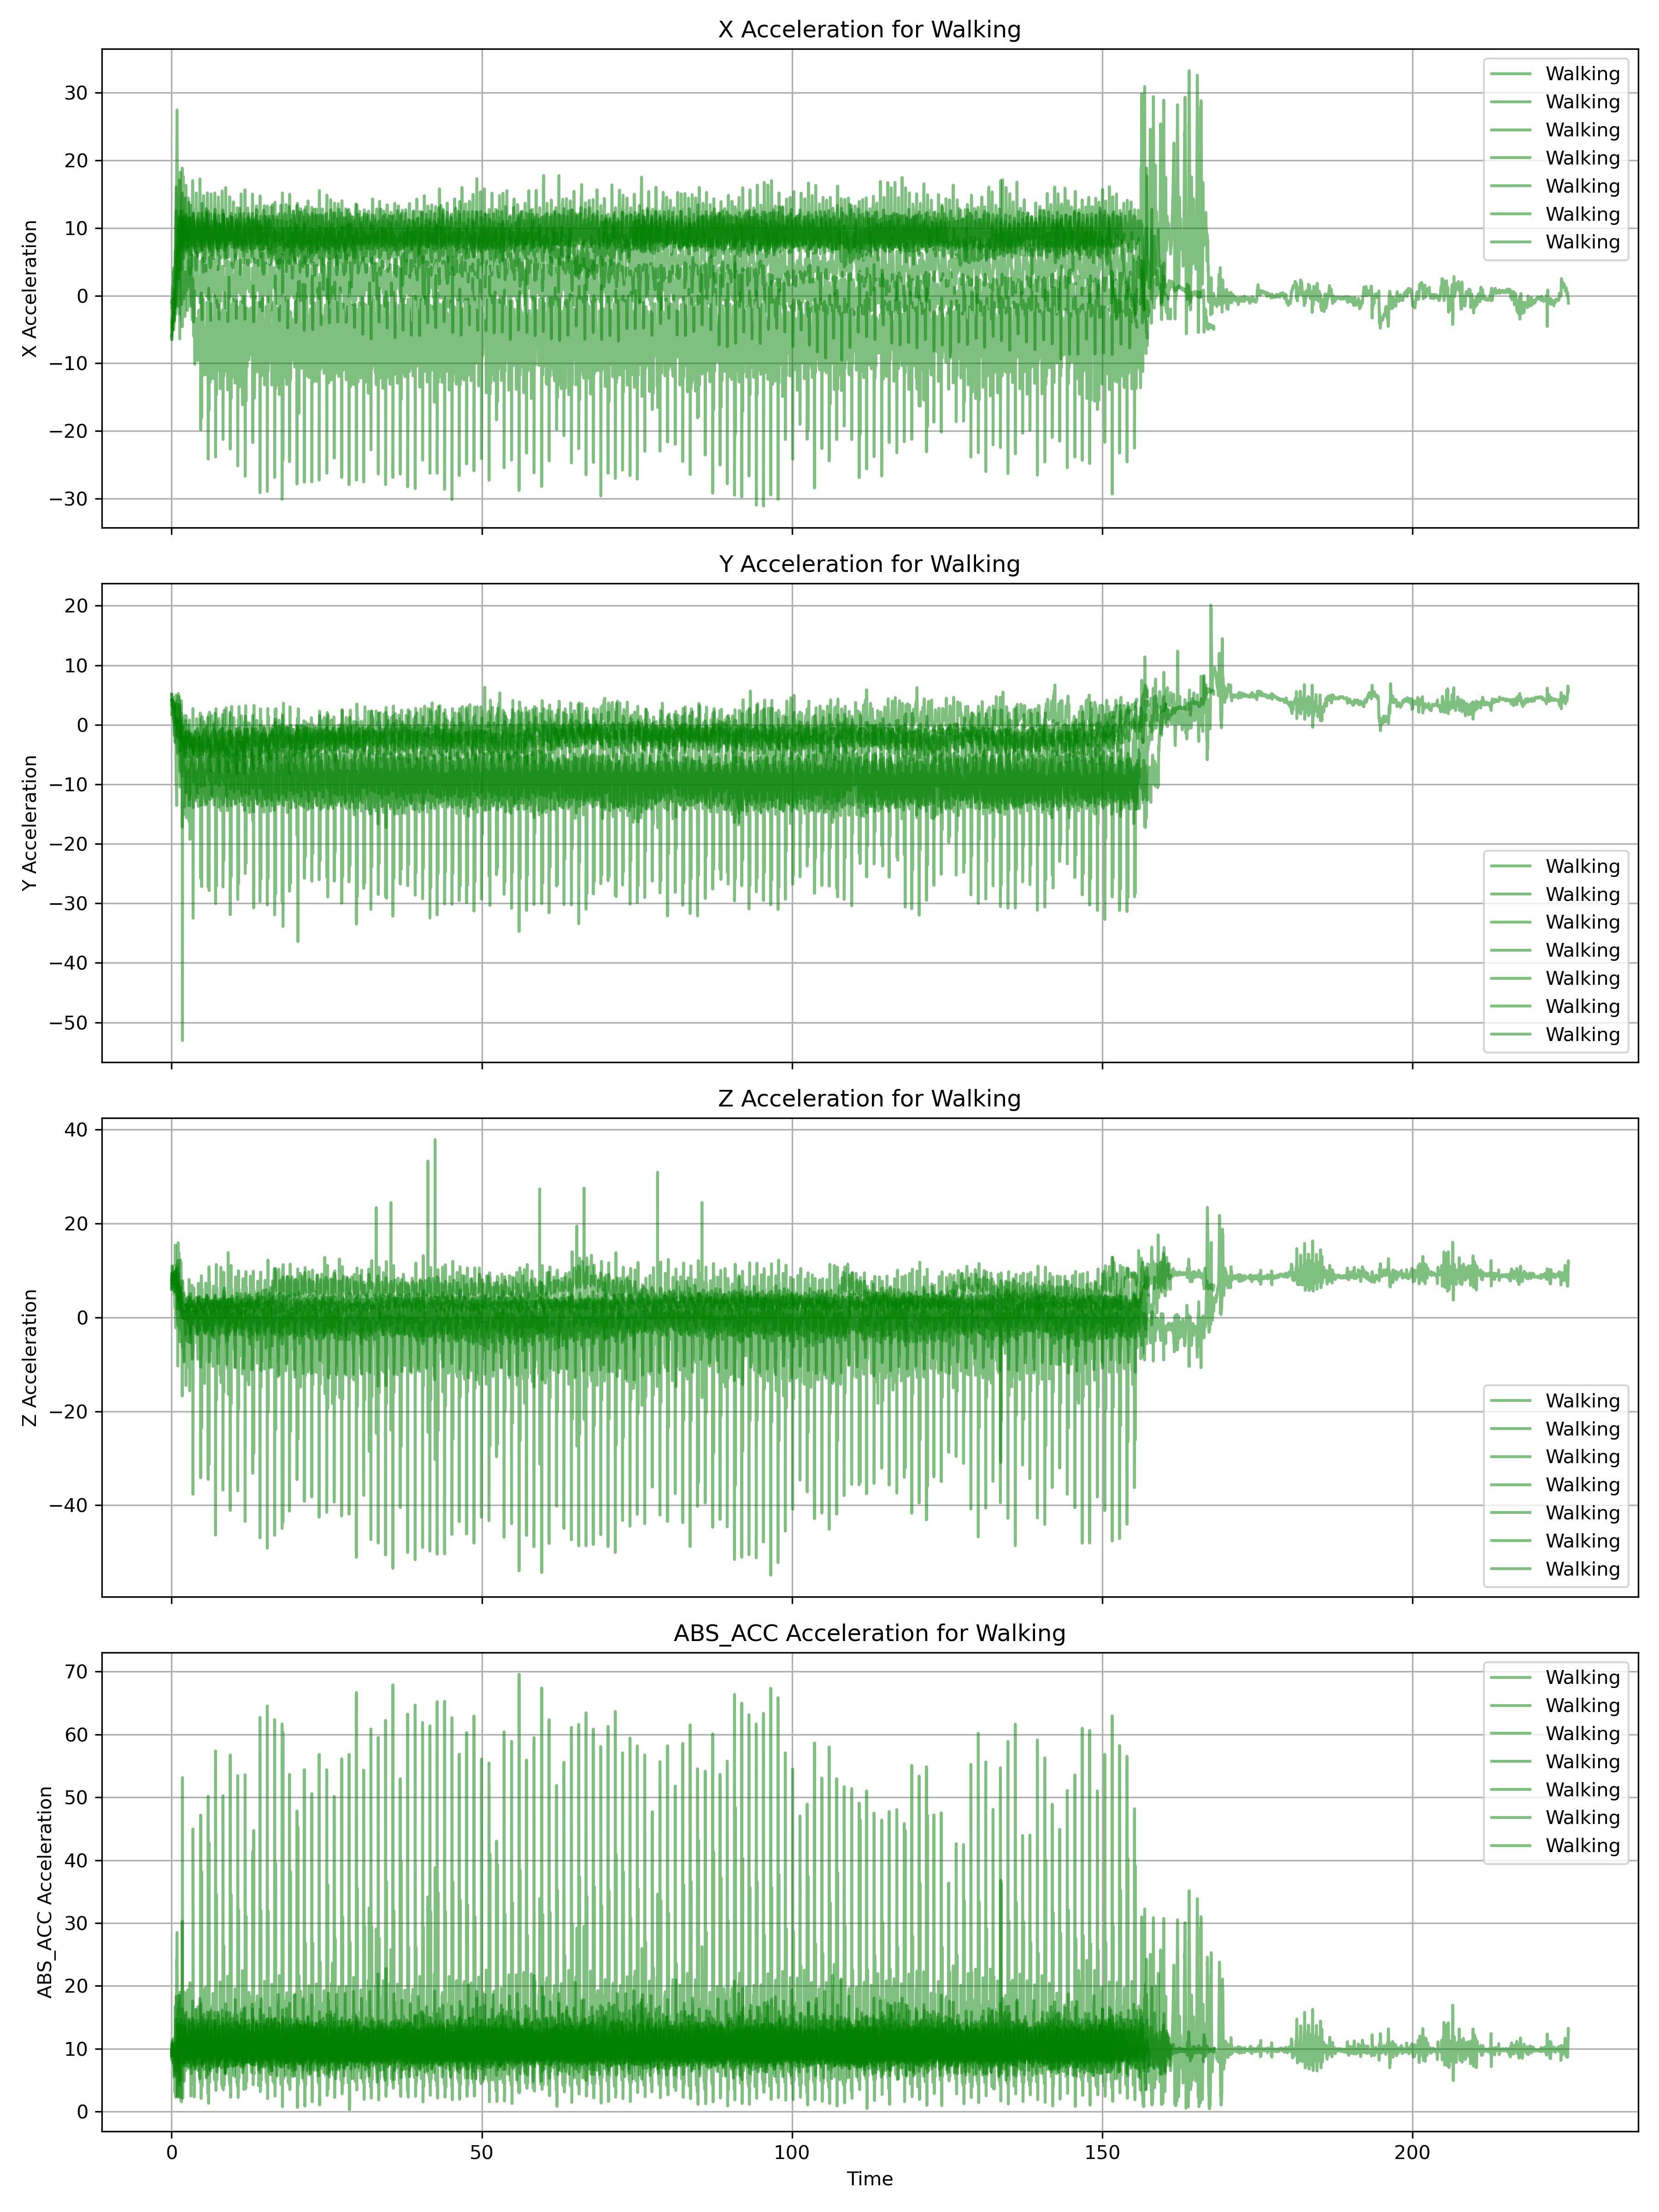 X Acceleration for Walking
X Acceleration
30
20
10
0
−10
−20
−30
Walking
Walking
Walking
Walking
Walking
Walking
Walking
Y Acceleration for Walking
Y Acceleration
20
10
0
−10
−20
−30
−40
−50
Walking
Walking
Walking
Walking
Walking
Walking
Walking
Z Acceleration for Walking
Z Acceleration
40
20
0
−20
−40
Walking
Walking
Walking
Walking
Walking
Walking
Walking
ABS_ACC Acceleration for Walking
ABS_ACC Acceleration
70
60
50
40
30
20
10
0
Walking
Walking
Walking
Walking
Walking
Walking
Walking
0 50 100 150 200
Time